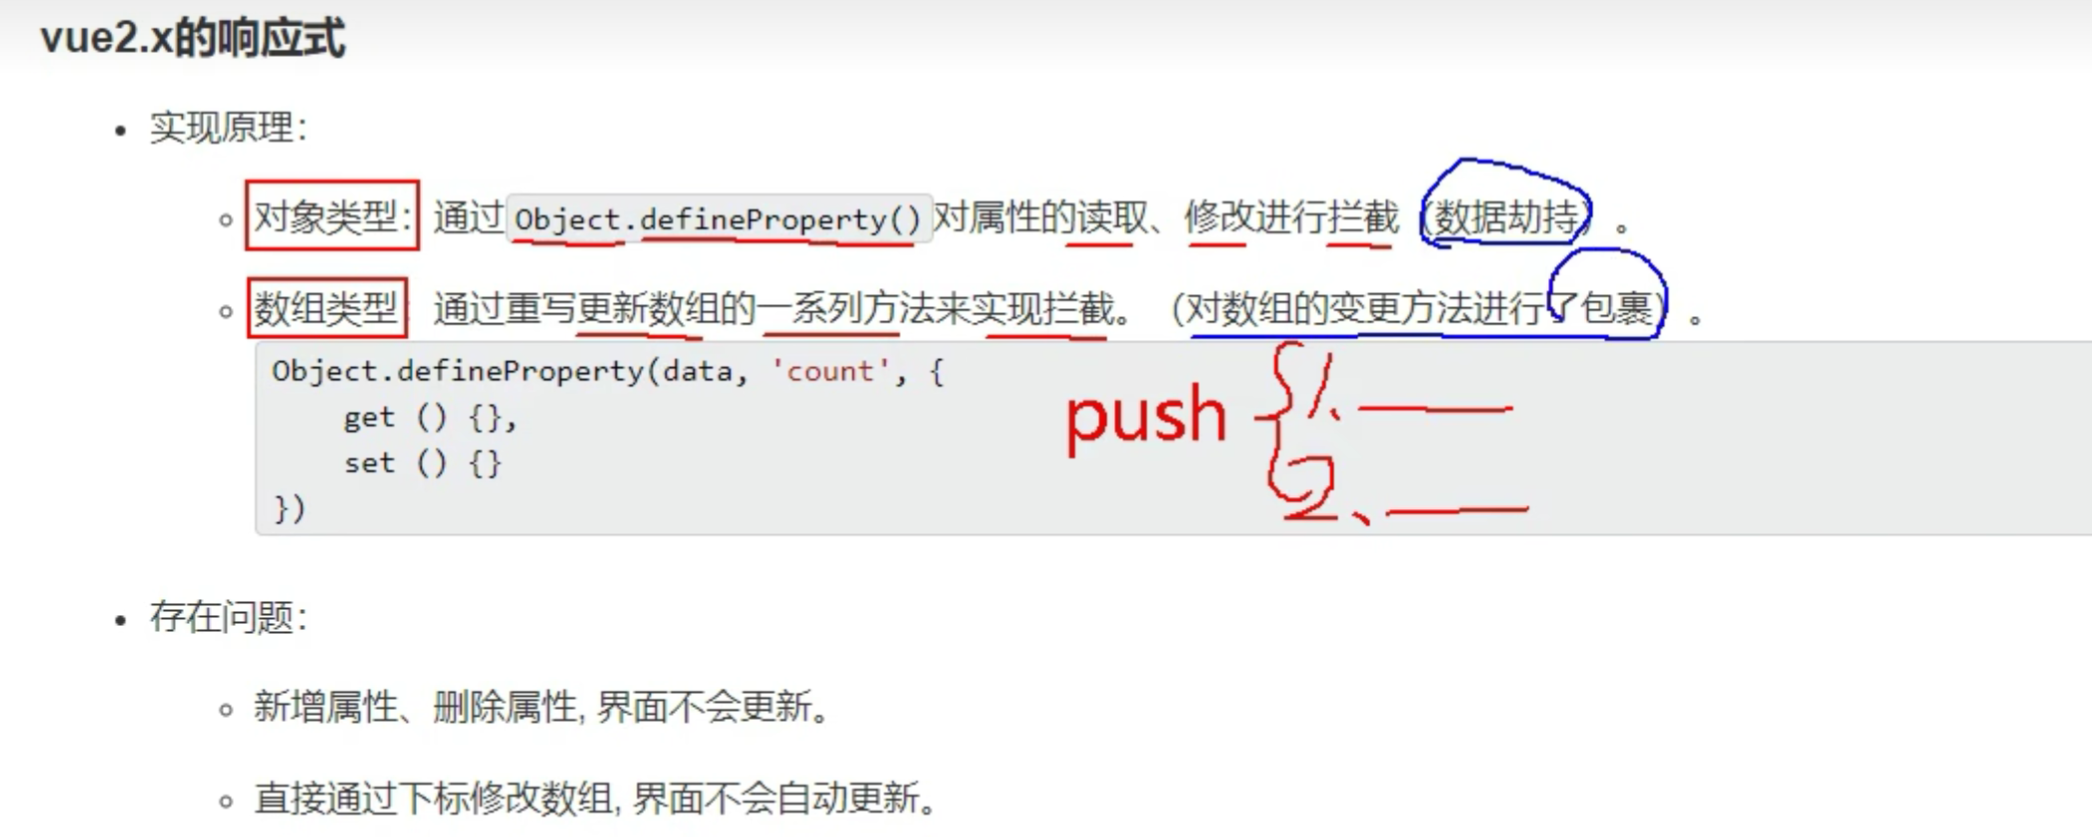 vue2.x的响应式
实现原理：
对象类型：通过Object.defineProperty()对属性的读取、修改进行拦截（数据劫持）。
数组类型 通过重写更新数组的一系列方法来实现拦截。（对数组的变更方法进行了包裹）。
Object.defineProperty(data, 'count', {
get () {},
set () {}
})
push
1、
2、
存在问题：
新增属性、删除属性, 界面不会更新。
直接通过下标修改数组, 界面不会自动更新。